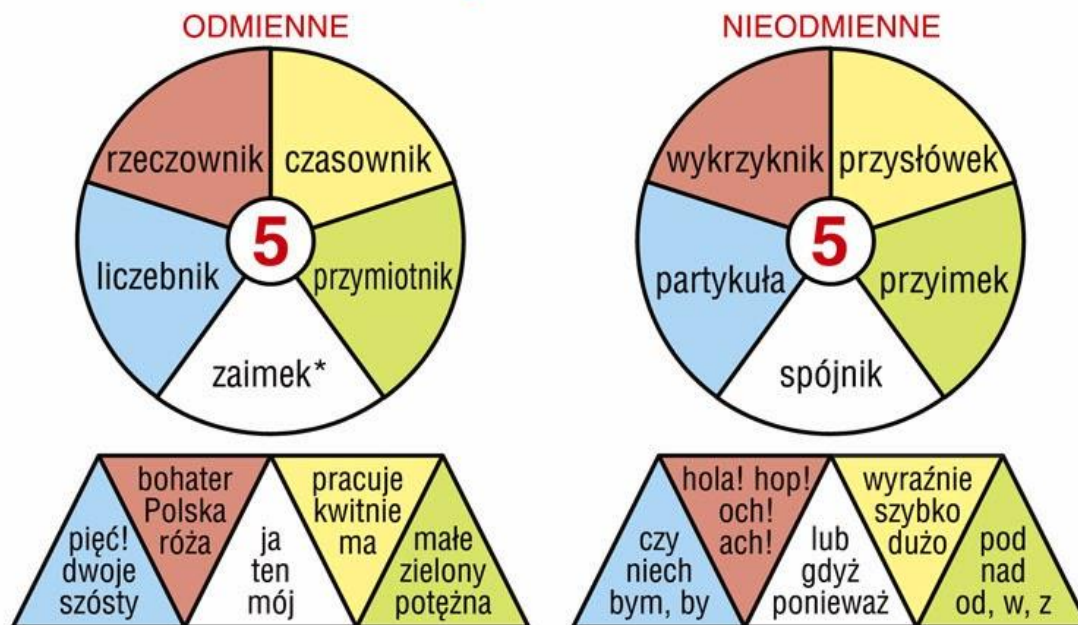 ODMIENNE
rzeczownik
czasownik
liczebnik
5
przymiotnik
zaimek*
pięć!
dwoje
szósty
bohater
Polska
róża
ja
ten
mój
pracuje
kwitnie
ma
małe
zielony
potężna
NIEODMIENNE
wykrzyknik
przysłówek
partykuła
5
przyimek
spójnik
czy
niech
bym, by
hola! hop!
och!
ach!
lub
gdyż
ponieważ
wyraźnie
szybko
dużo
pod
nad
od, w, z